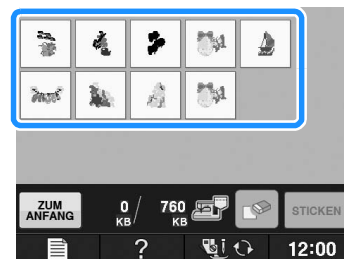 ZUM
ANFANG
0 / 760
KB KB
STICKEN
? 12:00